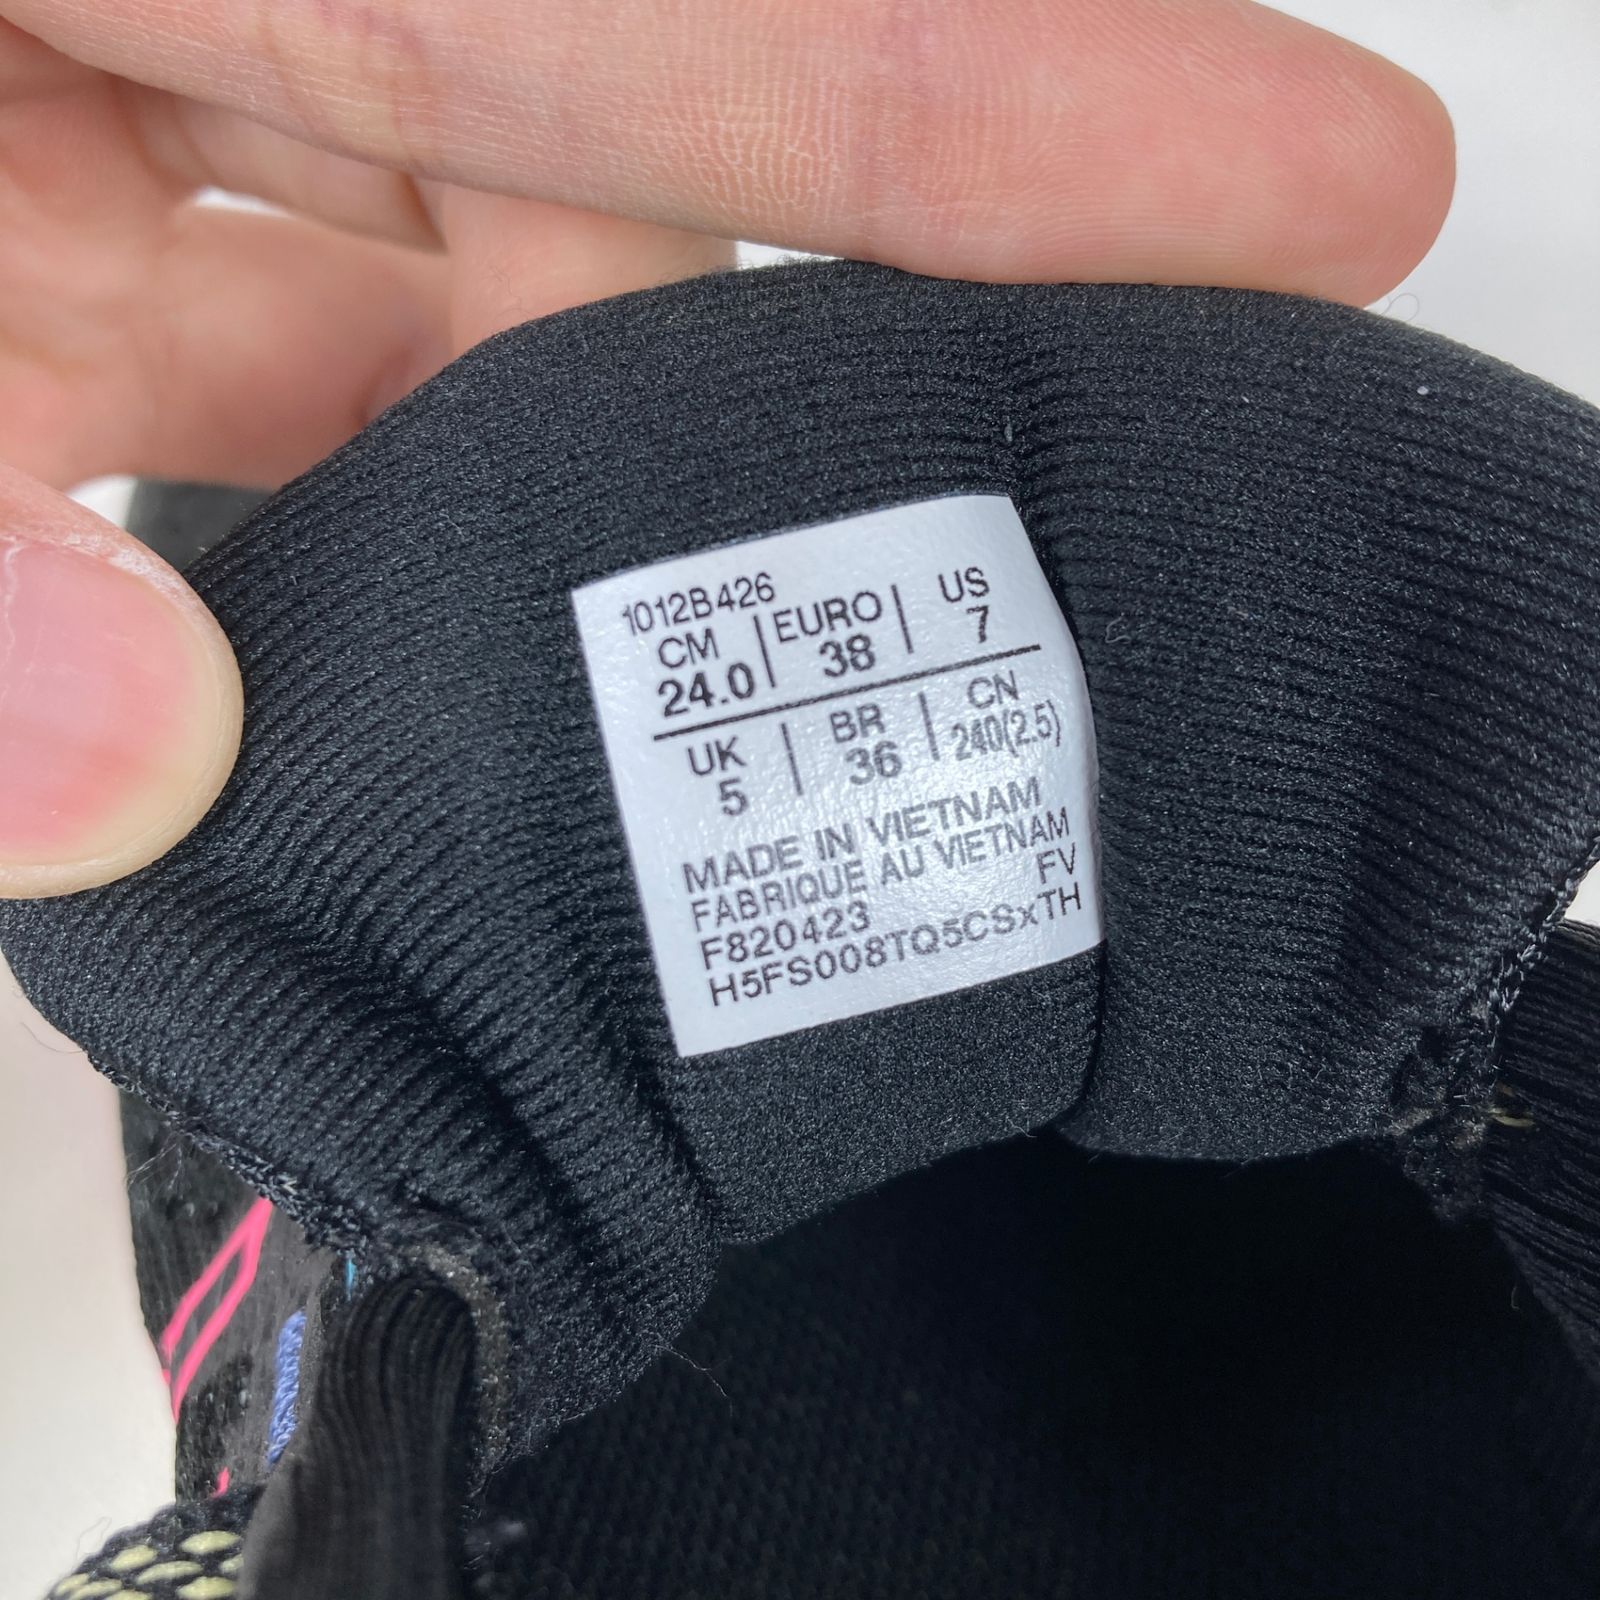 1012B426
CM | EURO | US
24.0 | 38 | 7
UK | BR | CN
5 | 36 | 240(2.5)
MADE IN VIETNAM
FABRIQUE AU VIETNAM
FV
F820423
H5FS008TQ5CSxTH